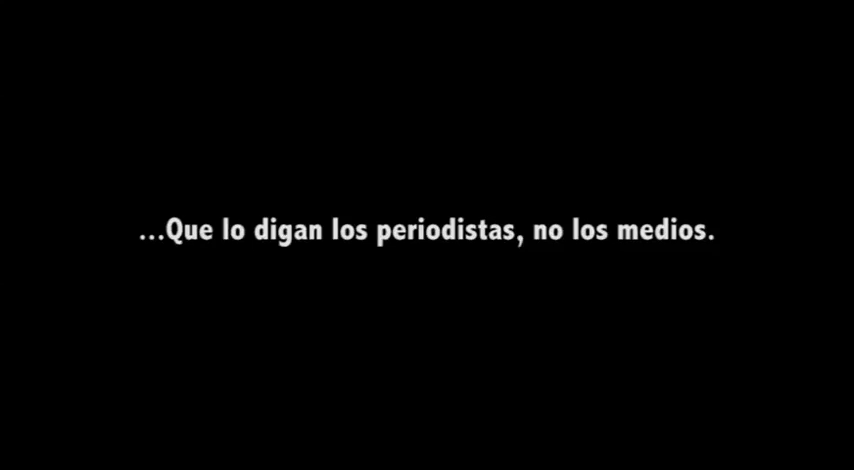 ...Que lo digan los periodistas, no los medios.